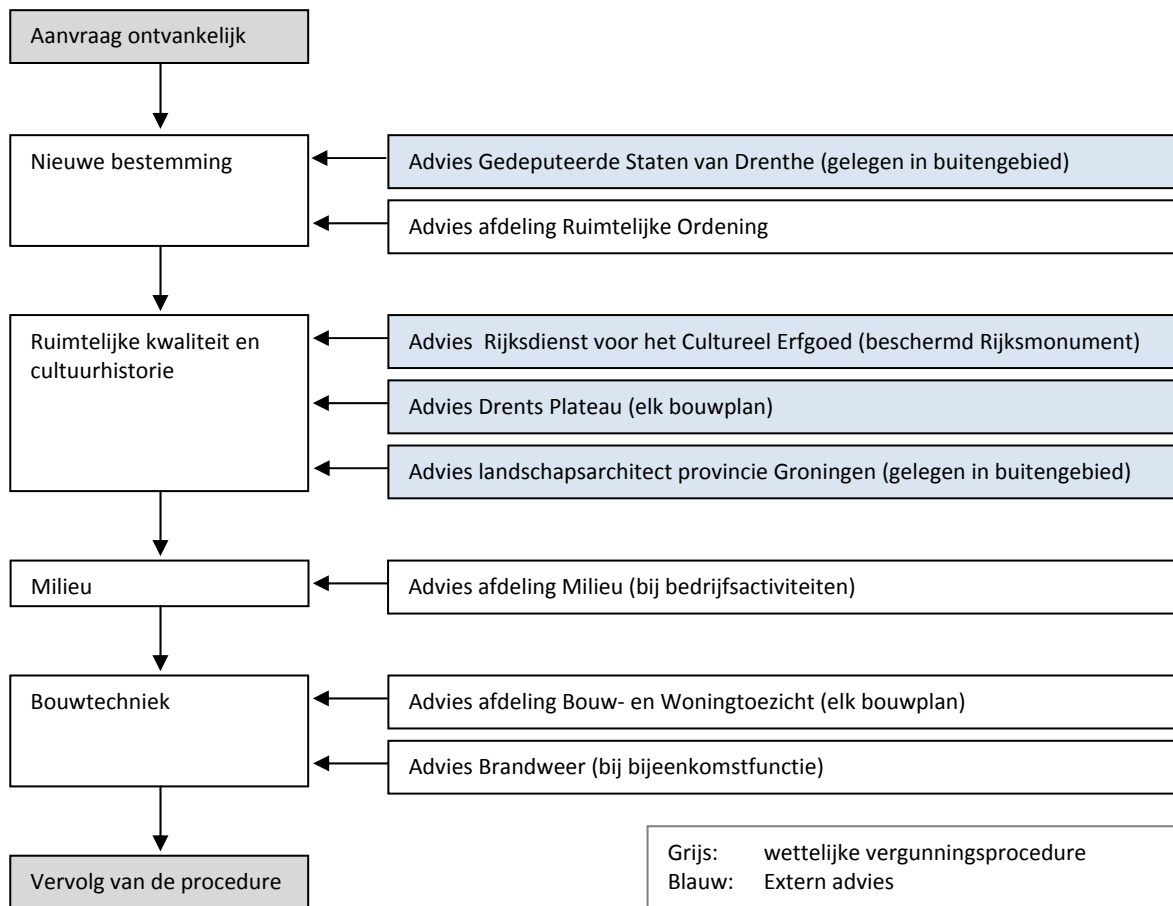 Aanvraag ontvankelijk
Nieuwe bestemming
Advies Gedeputeerde Staten van Drenthe (gelegen in buitengebied)
Advies afdeling Ruimtelijke Ordening
Ruimtelijke kwaliteit en
cultuurhistorie
Advies  Rijksdienst voor het Cultureel Erfgoed (beschermd Rijksmonument)
Advies Drents Plateau (elk bouwplan)
Advies landschapsarchitect provincie Groningen (gelegen in buitengebied)
Milieu
Advies afdeling Milieu (bij bedrijfsactiviteiten)
Bouwtechniek
Advies afdeling Bouw- en Woningtoezicht (elk bouwplan)
Advies Brandweer (bij bijeenkomstfunctie)
Vervolg van de procedure
Grijs: wettelijke vergunningsprocedure
Blauw: Extern advies